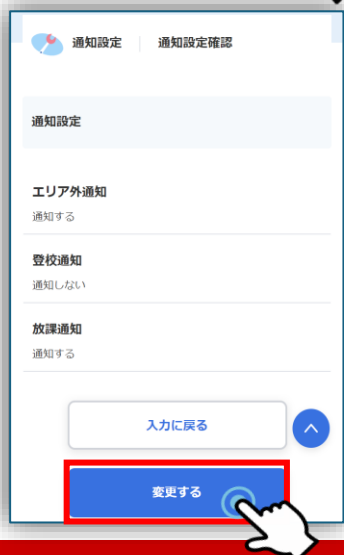 通知設定 通知設定確認
通知設定
エリア外通知
通知する
登校通知
通知しない
放課通知
通知する
入力に戻る
変更する